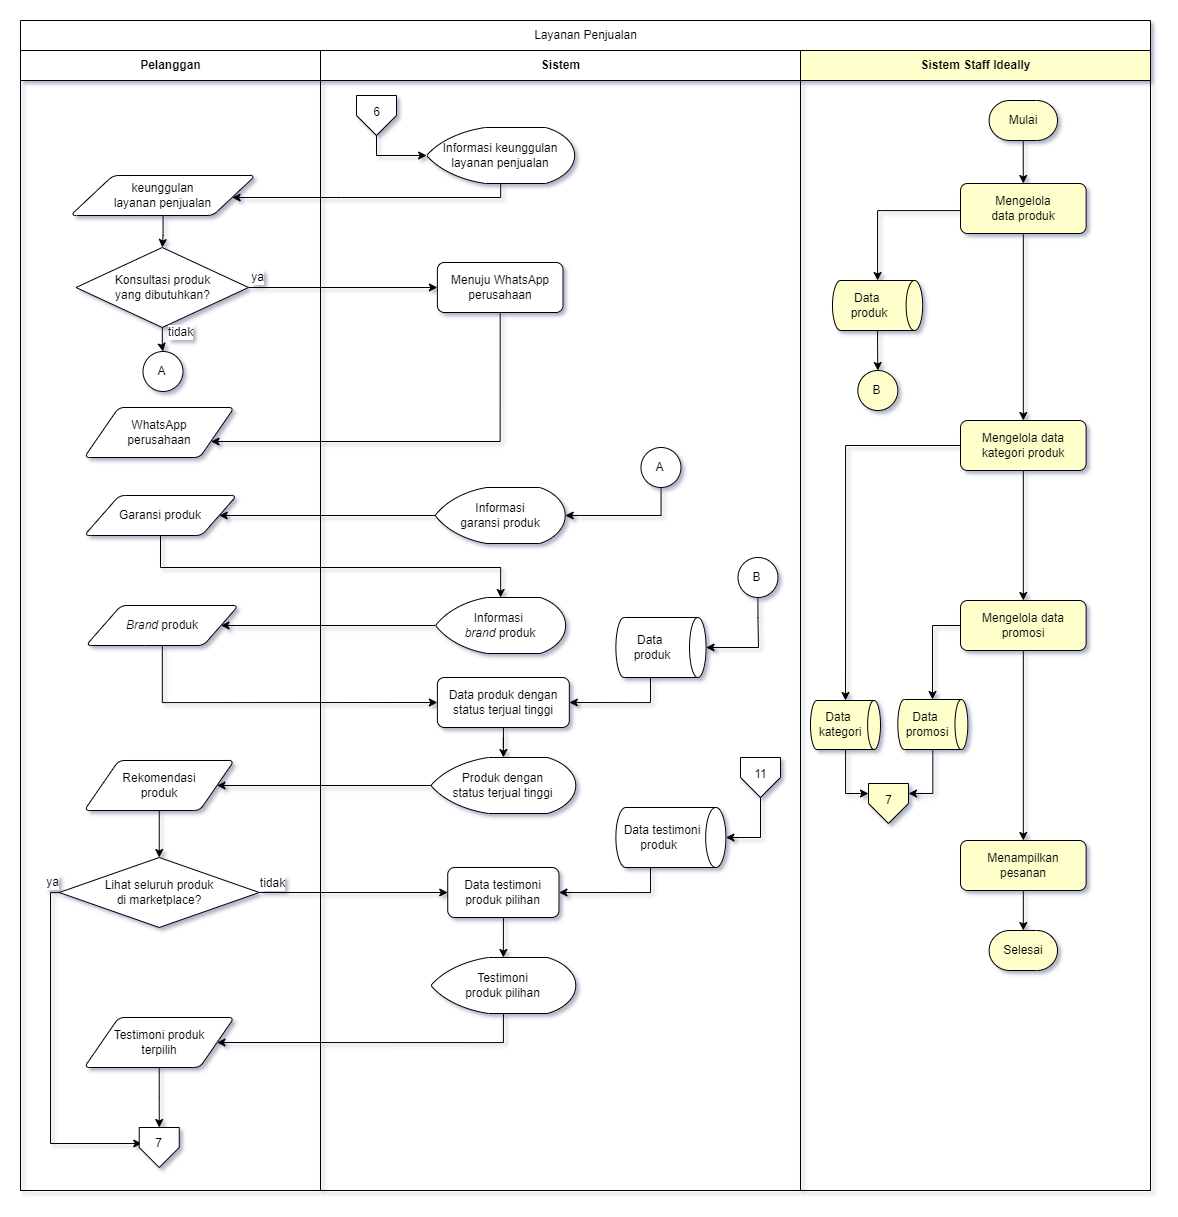 Layanan Penjualan
Pelanggan
Sistem
Sistem Staff Ideally
6
Informasi keunggulan
layanan penjualan
keunggulan
layanan penjualan
Konsultasi produk
yang dibutuhkan?
ya
tidak
A
Menuju WhatsApp
perusahaan
WhatsApp
perusahaan
A
Informasi
garansi produk
Garansi produk
B
Informasi
brand produk
Brand produk
Data
produk
Data produk dengan
status terjual tinggi
Produk dengan
status terjual tinggi
Rekomendasi
produk
11
Data testimoni
produk
Lihat seluruh produk
di marketplace?
ya
tidak
Data testimoni
produk pilihan
Testimoni
produk pilihan
Testimoni produk
terpilih
7
Mulai
Mengelola
data produk
Data
produk
B
Mengelola data
kategori produk
Mengelola data
promosi
Data
kategori
Data
promosi
7
Menampilkan
pesanan
Selesai